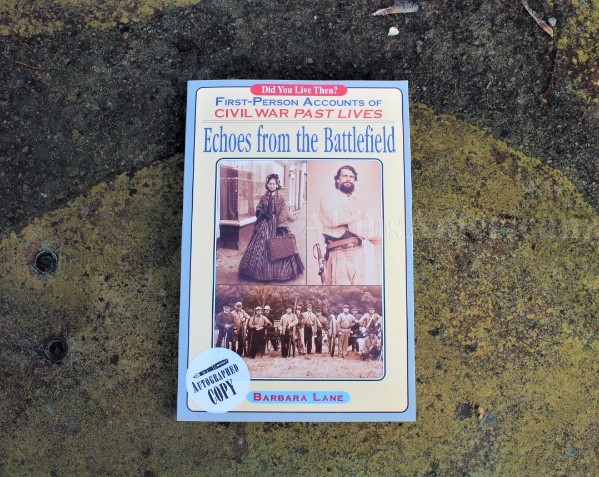 Did You Live Then?
First-Person Accounts of
CIVIL WAR PAST LIVES
Echoes from the Battlefield
AUTOGRAPHED
COPY
BARBARA LANE